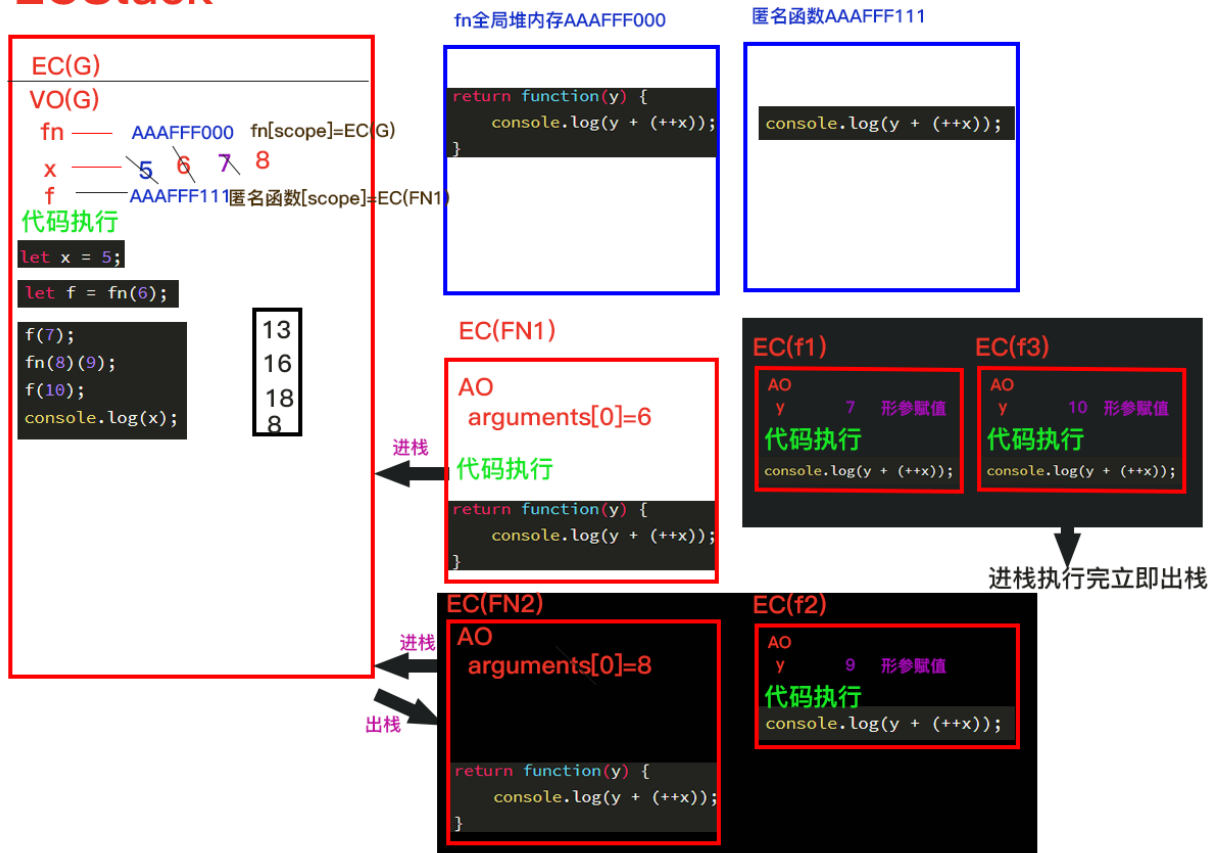 fn全局堆内存AAAFFF000
匿名函数AAAFFF111
EC(G)
VO(G)
fn
AAAFFF000
fn[scope]=EC(G)
x
5
6
7
8
f
AAAFFF111
匿名函数[scope]=EC(FN1)
代码执行
let x = 5;
let f = fn(6);
f(7);
fn(8)(9);
f(10);
console.log(x);
13
16
18
8
return function(y) {
console.log(y + (++x));
}
console.log(y + (++x));
EC(FN1)
AO
arguments[0]=6
进栈
代码执行
return function(y) {
console.log(y + (++x));
}
EC(f1)
AO
y 7 形参赋值
代码执行
console.log(y + (++x));
EC(f3)
AO
y 10 形参赋值
代码执行
console.log(y + (++x));
进栈执行完立即出栈
EC(FN2)
进栈
AO
arguments[0]=8
出栈
return function(y) {
console.log(y + (++x));
}
EC(f2)
AO
y 9 形参赋值
代码执行
console.log(y + (++x));